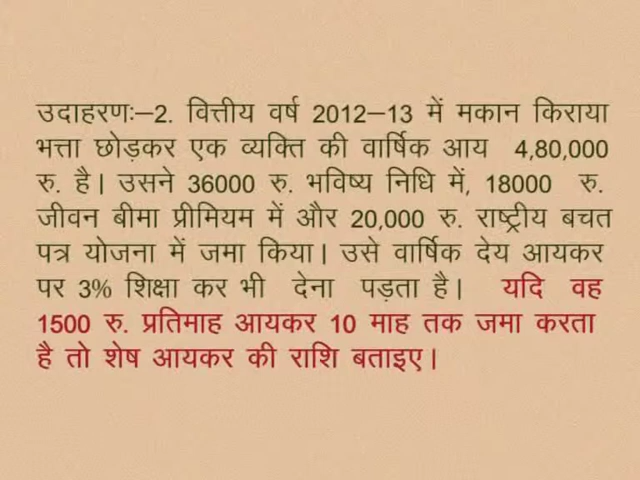 उदाहरणः–2. वित्तीय वर्ष 2012–13 में मकान किराया
भत्ता छोड़कर एक व्यक्ति की वार्षिक आय 4,80,000
रु. है। उसने 36000 रु. भविष्य निधि में, 18000 रु.
जीवन बीमा प्रीमियम में और 20,000 रु. राष्ट्रीय बचत
पत्र योजना में जमा किया। उसे वार्षिक देय आयकर
पर 3% शिक्षा कर भी देना पड़ता है। यदि वह
1500 रु. प्रतिमाह आयकर 10 माह तक जमा करता
है तो शेष आयकर की राशि बताइए।